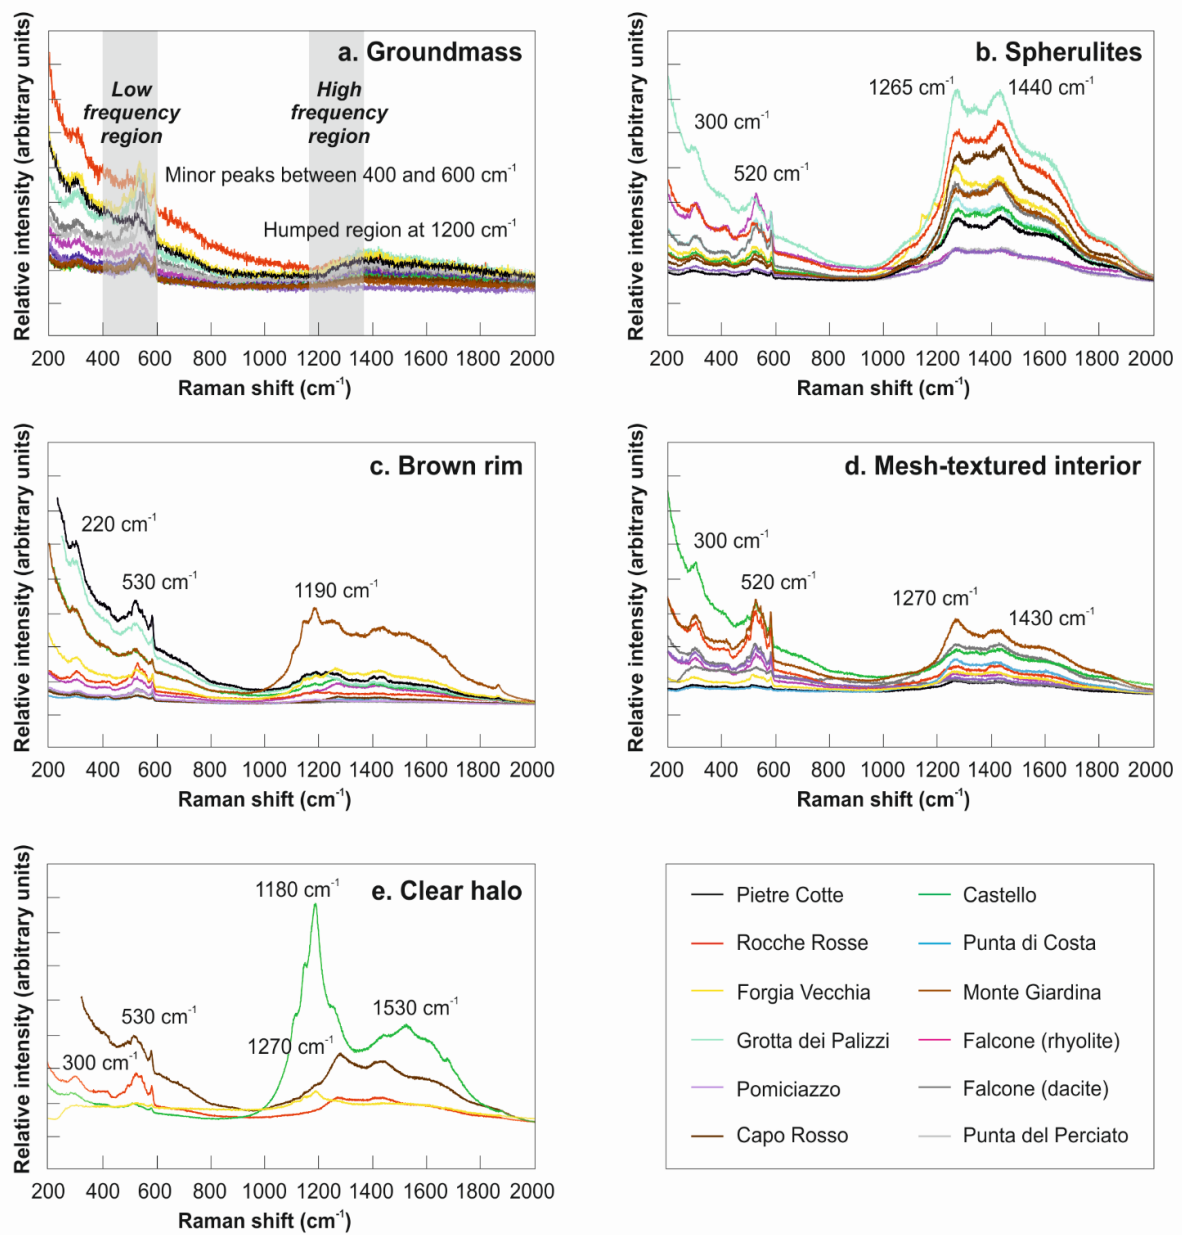 a. Groundmass
Low
frequency
region
High
frequency
region
Minor peaks between 400 and 600 cm⁻¹
Humped region at 1200 cm⁻¹
Relative intensity (arbitrary units)
200 400 600 800 1000 1200 1400 1600 1800 2000
Raman shift (cm⁻¹)
b. Spherulites
1265 cm⁻¹
1440 cm⁻¹
300 cm⁻¹
520 cm⁻¹
Relative intensity (arbitrary units)
200 400 600 800 1000 1200 1400 1600 1800 2000
Raman shift (cm⁻¹)
c. Brown rim
220 cm⁻¹
530 cm⁻¹
1190 cm⁻¹
Relative intensity (arbitrary units)
200 400 600 800 1000 1200 1400 1600 1800 2000
Raman shift (cm⁻¹)
d. Mesh-textured interior
300 cm⁻¹
520 cm⁻¹
1270 cm⁻¹
1430 cm⁻¹
Relative intensity (arbitrary units)
200 400 600 800 1000 1200 1400 1600 1800 2000
Raman shift (cm⁻¹)
e. Clear halo
1180 cm⁻¹
530 cm⁻¹
1530 cm⁻¹
300 cm⁻¹
1270 cm⁻¹
Relative intensity (arbitrary units)
200 400 600 800 1000 1200 1400 1600 1800 2000
Raman shift (cm⁻¹)
Pietre Cotte
Rocche Rosse
Forgia Vecchia
Grotta dei Palizzi
Pomiciazzo
Capo Rosso
Castello
Punta di Costa
Monte Giardina
Falcone (rhyolite)
Falcone (dacite)
Punta del Perciato